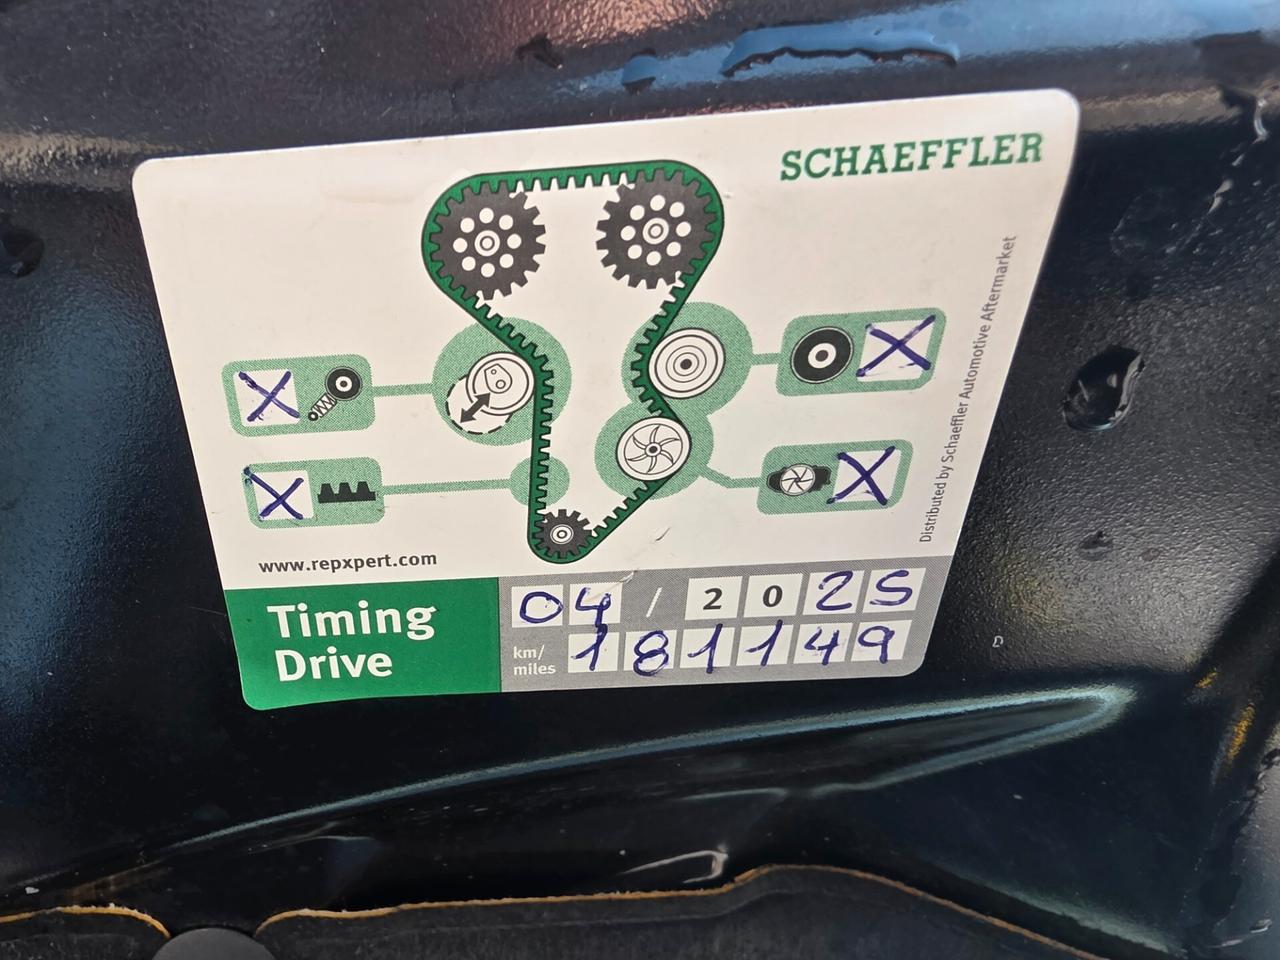 SCHAEFFLER
Distributed by Schaeffler Automotive Aftermarket
X
X
X
X
www.repxpert.com
Timing
Drive
04 / 2025
km/
miles
181149